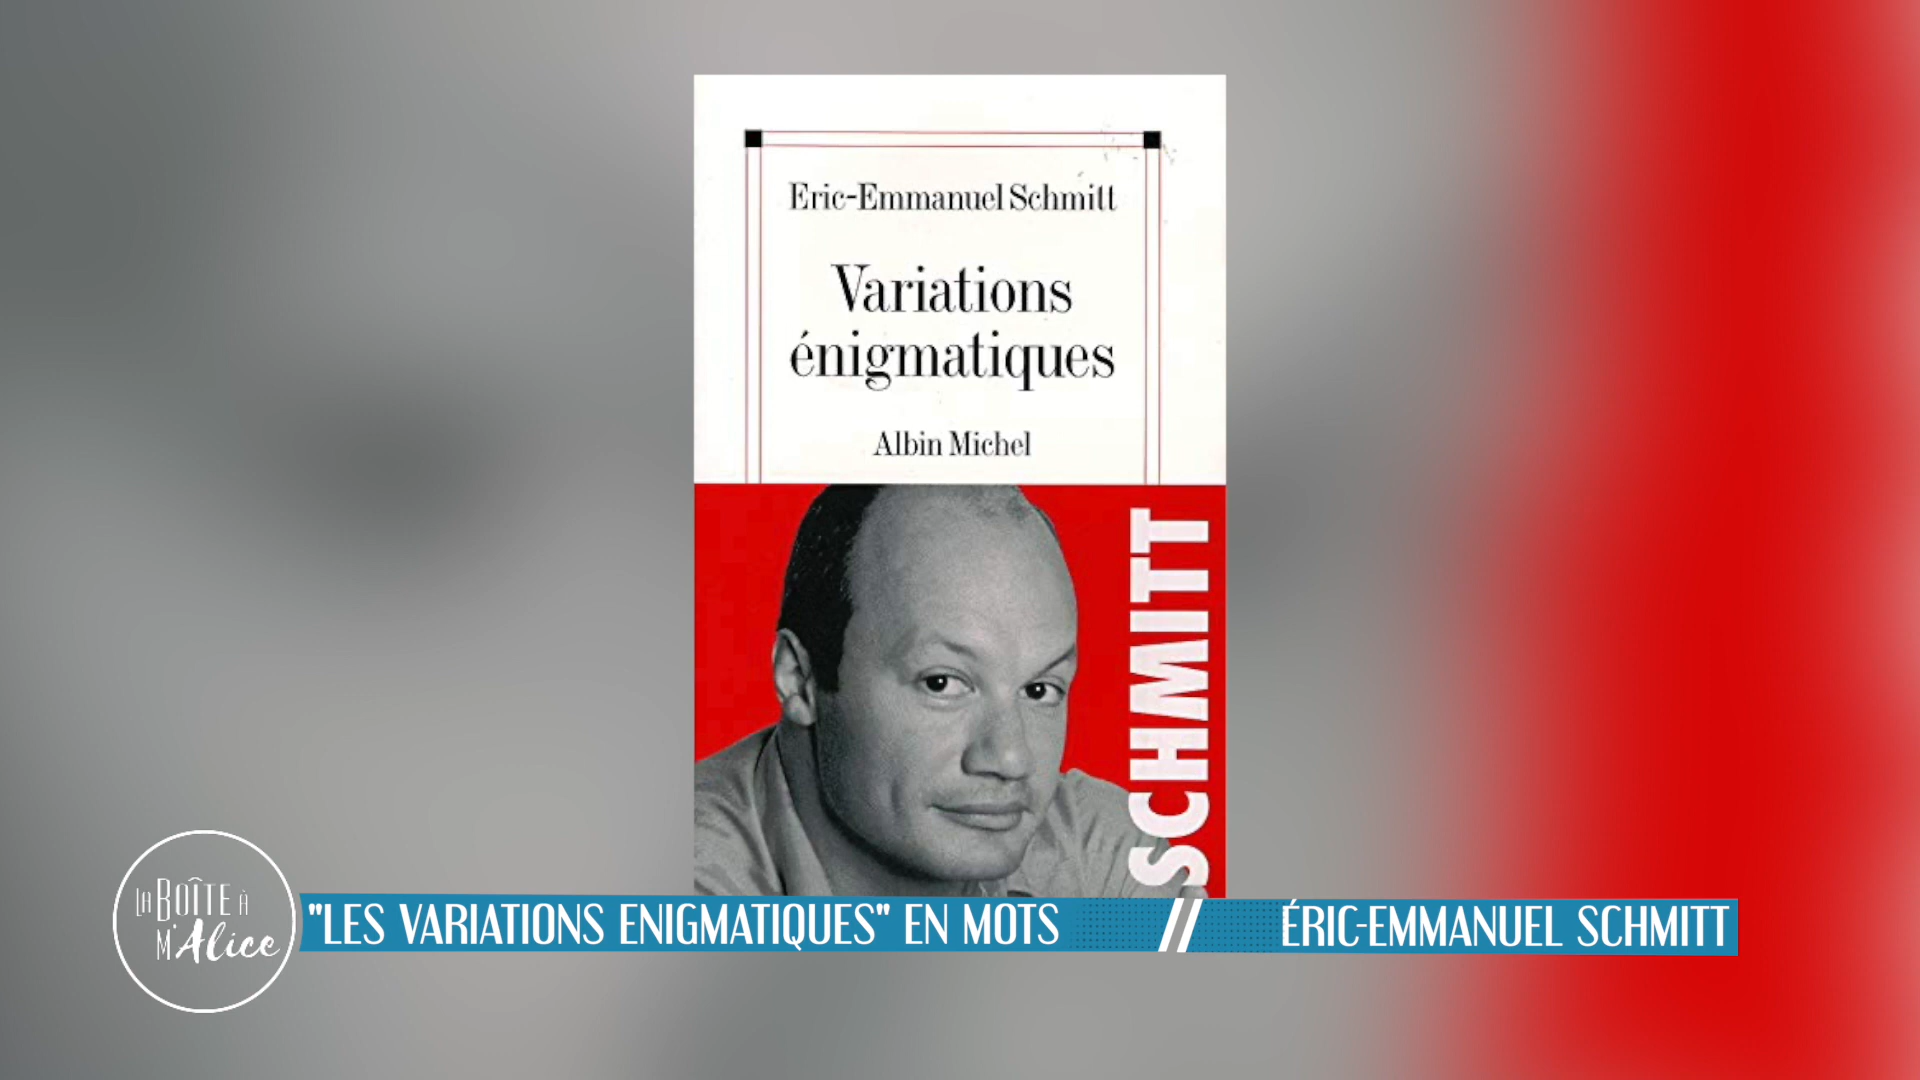 Eric-Emmanuel Schmitt
Variations
énigmatiques
Albin Michel
SCHMITT
LA BOÎTE À
M'Alice
"LES VARIATIONS ENIGMATIQUES" EN MOTS // ÉRIC-EMMANUEL SCHMITT